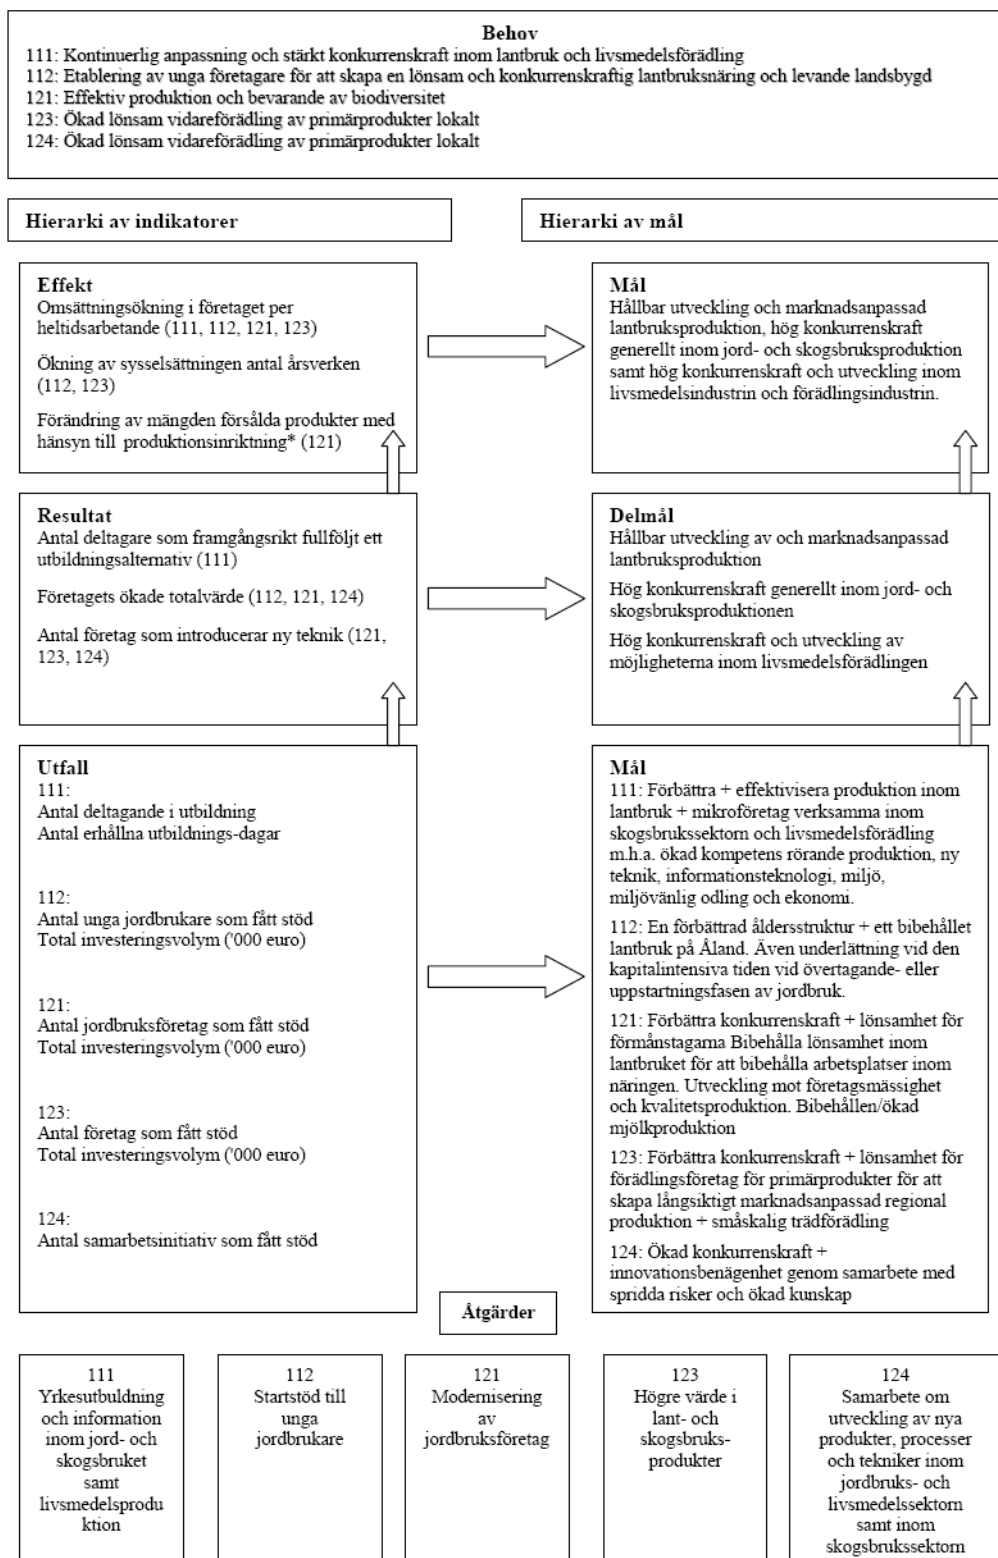 Behov
111: Kontinuerlig anpassning och stärkt konkurrenskraft inom lantbruk och livsmedelsförädling
112: Etablering av unga företagare för att skapa en lönsam och konkurrenskraftig lantbruksnäring och levande landsbygd
121: Effektiv produktion och bevarande av biodiversitet
123: Ökad lönsam vidareförädling av primärprodukter lokalt
124: Ökad lönsam vidareförädling av primärprodukter lokalt
Hierarki av indikatorer
Hierarki av mål
Effekt
Omsättningsökning i företaget per
heltidsarbetande (111, 112, 121, 123)
Ökning av sysselsättningen antal årsverken
(112, 123)
Förändring av mängden försålda produkter med
hänsyn till produktionsinriktning* (121)
Mål
Hållbar utveckling och marknadsanpassad
lantbruksproduktion, hög konkurrenskraft
generellt inom jord- och skogsbruksproduktion
samt hög konkurrenskraft och utveckling inom
livsmedelsindustrin och förädlingsindustrin.
Resultat
Antal deltagare som framgångsrikt fullföljt ett
utbildningsalternativ (111)
Företagets ökade totalvärde (112, 121, 124)
Antal företag som introducerar ny teknik (121,
123, 124)
Delmål
Hållbar utveckling av och marknadsanpassad
lantbruksproduktion
Hög konkurrenskraft generellt inom jord- och
skogsbruksproduktionen
Hög konkurrenskraft och utveckling av
möjligheterna inom livsmedelsförädlingen
Utfall
111:
Antal deltagande i utbildning
Antal erhållna utbildnings-dagar
112:
Antal unga jordbrukare som fått stöd
Total investeringsvolym ('000 euro)
121:
Antal jordbruksföretag som fått stöd
Total investeringsvolym ('000 euro)
123:
Antal företag som fått stöd
Total investeringsvolym ('000 euro)
124:
Antal samarbetsinitiativ som fått stöd
Mål
111: Förbättra + effektivisera produktion inom
lantbruk + mikroföretag verksamma inom
skogsbrukssektorn och livsmedelsförädling
m.h.a. ökad kompetens rörande produktion, ny
teknik, informationsteknologi, miljö,
miljövänlig odling och ekonomi.
112: En förbättrad åldersstruktur + ett bibehållet
lantbruk på Åland. Även underlättning vid den
kapitalintensiva tiden vid övertagande- eller
uppstartningsfasen av jordbruk.
121: Förbättra konkurrenskraft + lönsamhet för
förmånstagarna Bibehålla lönsamhet inom
lantbruket för att bibehålla arbetsplatser inom
näringen. Utveckling mot företagsmässighet
och kvalitetsproduktion. Bibehållen/ökad
mjölkproduktion
123: Förbättra konkurrenskraft + lönsamhet för
förädlingsföretag för primärprodukter för att
skapa långsiktigt marknadsanpassad regional
produktion + småskalig trädförädling
124: Ökad konkurrenskraft +
innovationsbenägenhet genom samarbete med
spridda risker och ökad kunskap
Åtgärder
111
Yrkesutbuldning
och information
inom jord- och
skogsbruket
samt
livsmedelsprodu
ktion
112
Startstöd till
unga
jordbrukare
121
Modernisering
av
jordbruksföretag
123
Högre värde i
lant- och
skogsbruks-
produkter
124
Samarbete om
utveckling av nya
produkter, processer
och tekniker inom
jordbruks- och
livsmedelssektorn
samt inom
skogsbrukssektorn